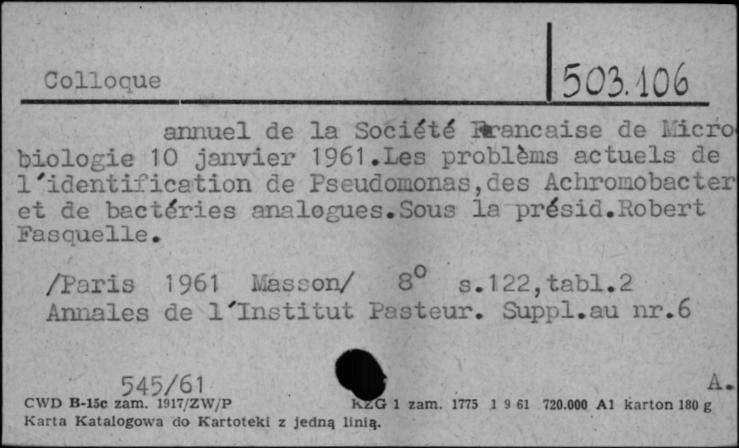 Colloque
503.106
annuel de la Société Francaise de Micro
biologie 10 janvier 1961.Les problèms actuels de
l'identification de Pseudomonas,des Achromobacter
et de bactéries analogues.Sous la présid.Robert
Fasquelle.
/Paris 1961 Masson/ 8° s.122,tabl.2
Annales de l'Institut Pasteur. Suppl.au nr.6
545/61 A.
CWD B-15c zam. 1917/ZW/P KZG 1 zam. 1775 1 9 61 720.000 A1 karton 180 g
Karta Katalogowa do Kartoteki z jedną linią.